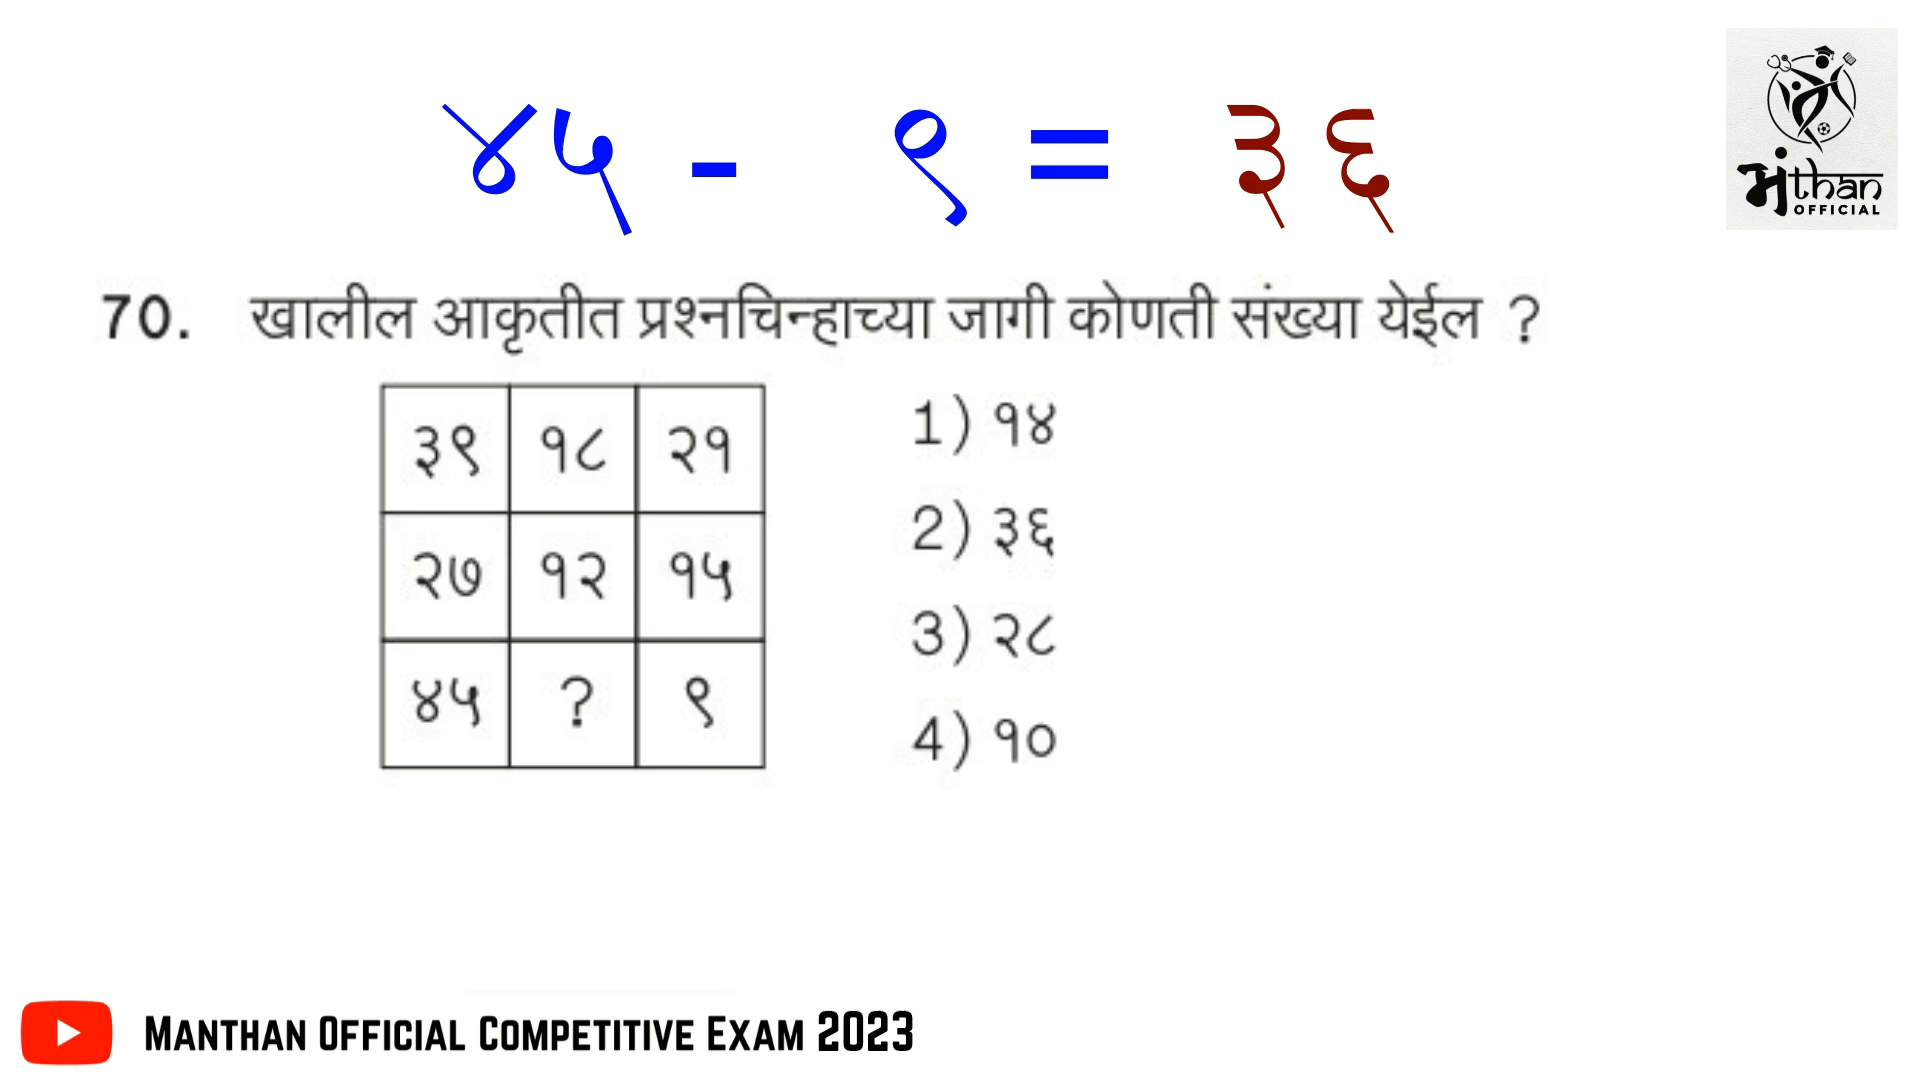 ४५ - ९ = ३६
मंthan
OFFICIAL
70. खालील आकृतीत प्रश्नचिन्हाच्या जागी कोणती संख्या येईल ?
३९ १८ २१
२७ १२ १५
४५ ? ९
1) १४
2) ३६
3) २८
4) १०
MANTHAN OFFICIAL COMPETITIVE EXAM 2023